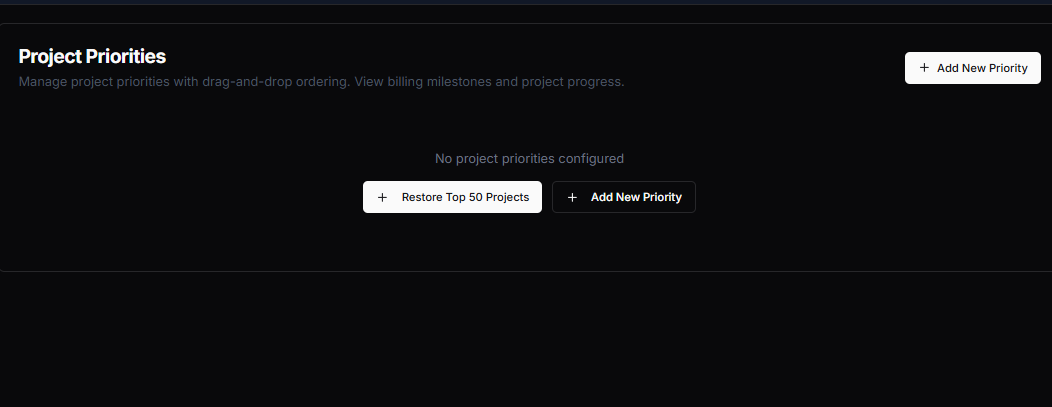 Project Priorities
Manage project priorities with drag-and-drop ordering. View billing milestones and project progress.
+ Add New Priority
No project priorities configured
+ Restore Top 50 Projects
+ Add New Priority